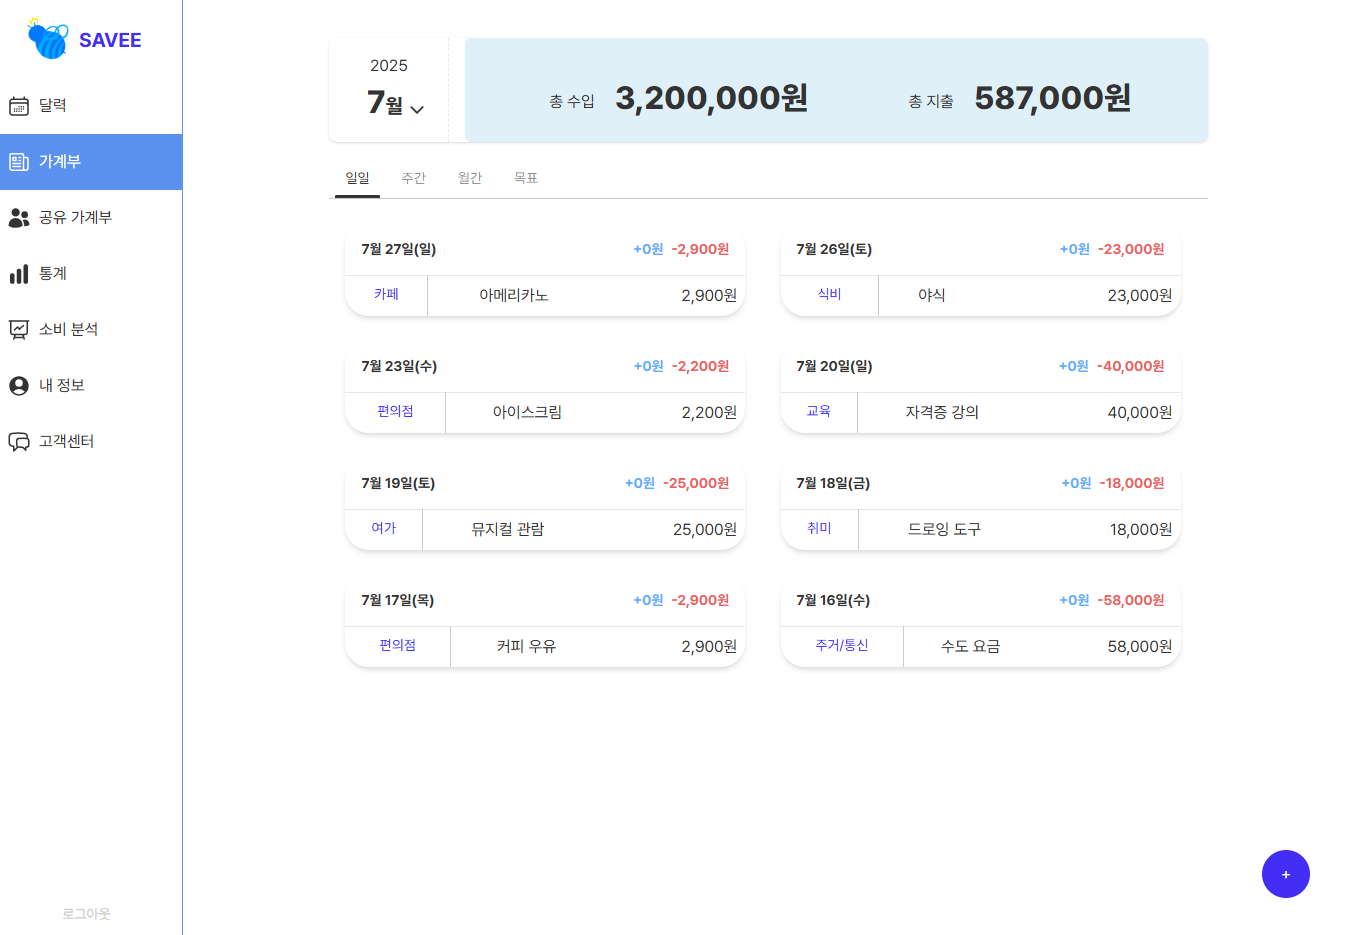 SAVEE
달력
가계부
공유 가계부
통계
소비 분석
내 정보
고객센터
로그아웃
2025
7월
총 수입 3,200,000원 총 지출 587,000원
일일 주간 월간 목표
7월 27일(일) +0원 -2,900원
카페 아메리카노 2,900원
7월 26일(토) +0원 -23,000원
식비 야식 23,000원
7월 23일(수) +0원 -2,200원
편의점 아이스크림 2,200원
7월 20일(일) +0원 -40,000원
교육 자격증 강의 40,000원
7월 19일(토) +0원 -25,000원
여가 뮤지컬 관람 25,000원
7월 18일(금) +0원 -18,000원
취미 드로잉 도구 18,000원
7월 17일(목) +0원 -2,900원
편의점 커피 우유 2,900원
7월 16일(수) +0원 -58,000원
주거/통신 수도 요금 58,000원
+